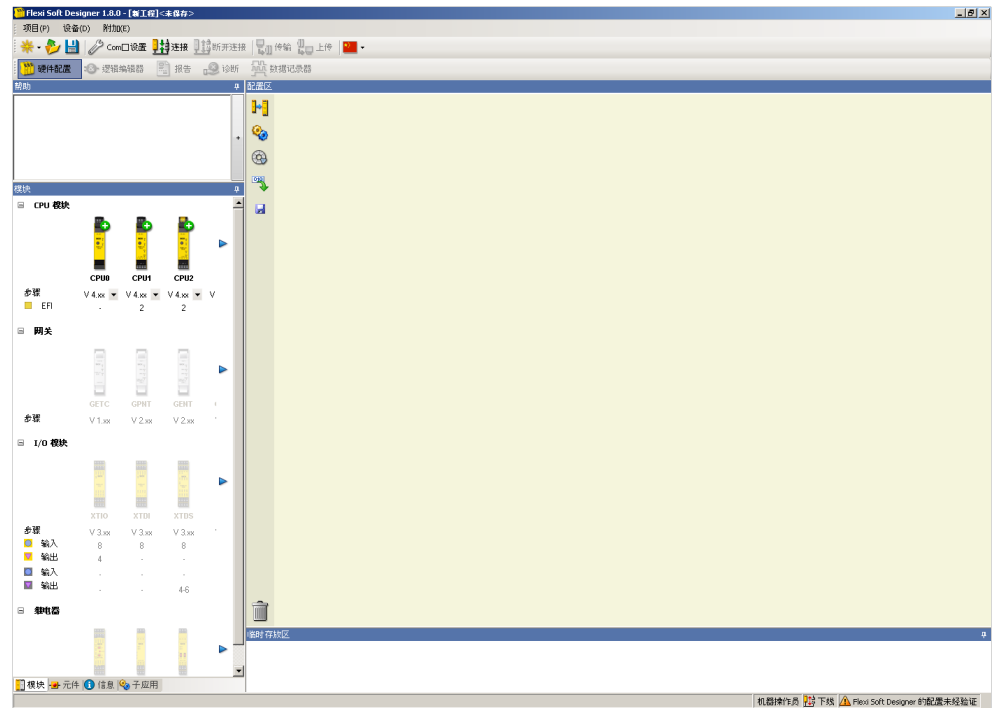 Flexi Soft Designer 1.8.0 - [新工程]<未保存>
项目(P) 设备(D) 附加(E)
Com口设置 连接 断开连接 传输 上传
硬件配置 逻辑编辑器 报告 诊断 数据记录器
帮助
配置区
模块
CPU 模块
CPU0 CPU1 CPU2
步骤 V 4.xx V 4.xx V 4.xx V
EFI - 2 2
网关
GETC GPNT GENT
步骤 V 1.xx V 2.xx V 2.xx
I/O 模块
XTIO XTDI XTDS
步骤 V 3.xx V 3.xx V 3.xx
输入 8 8 8
输出 4 - -
输入 - - -
输出 - - 4-6
继电器
临时存放区
模块 元件 信息 子应用
机器操作员 下线 Flexi Soft Designer 的配置未经验证